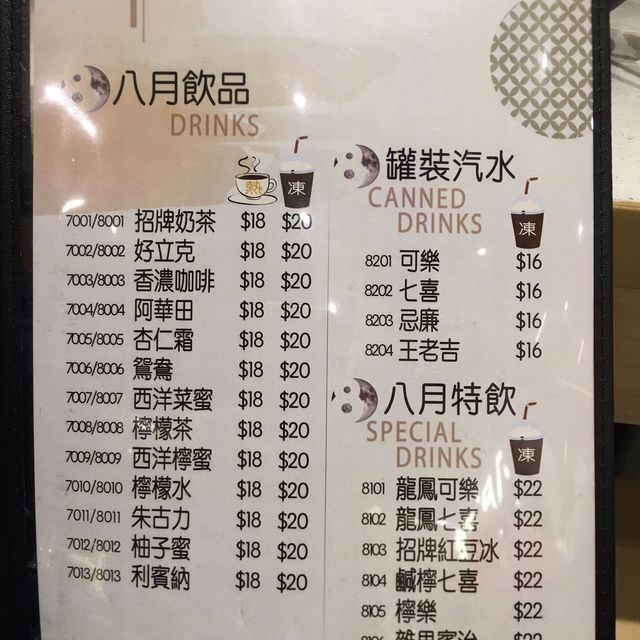 八月飲品
DRINKS
熱 凍
7001/8001 招牌奶茶 $18 $20
7002/8002 好立克 $18 $20
7003/8003 香濃咖啡 $18 $20
7004/8004 阿華田 $18 $20
7005/8005 杏仁霜 $18 $20
7006/8006 鴛鴦 $18 $20
7007/8007 西洋菜蜜 $18 $20
7008/8008 檸檬茶 $18 $20
7009/8009 西洋檸蜜 $18 $20
7010/8010 檸檬水 $18 $20
7011/8011 朱古力 $18 $20
7012/8012 柚子蜜 $18 $20
7013/8013 利賓納 $18 $20
罐裝汽水
CANNED
DRINKS
凍
8201 可樂 $16
8202 七喜 $16
8203 忌廉 $16
8204 王老吉 $16
八月特飲
SPECIAL
DRINKS
凍
8101 龍鳳可樂 $22
8102 龍鳳七喜 $22
8103 招牌紅豆冰 $22
8104 鹹檸七喜 $22
8105 檸樂 $22